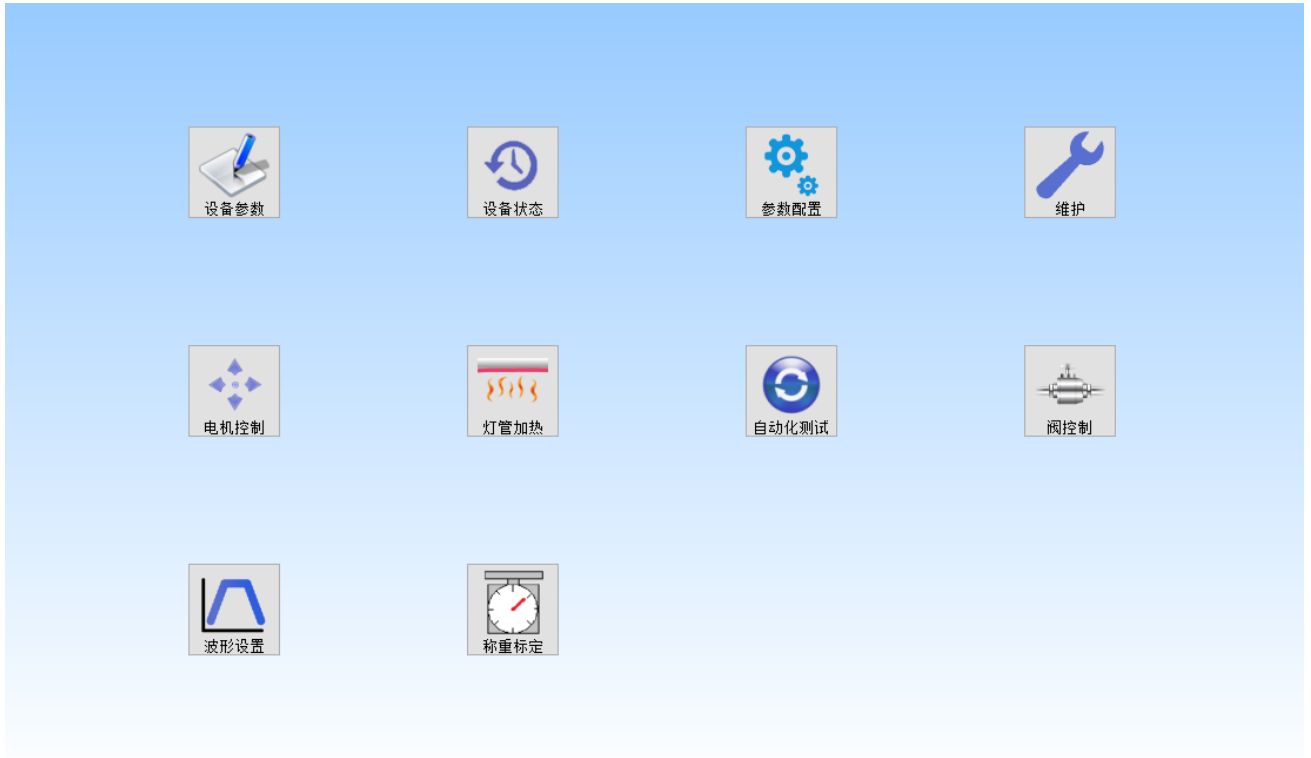 设备参数
设备状态
参数配置
维护
电机控制
灯管加热
自动化测试
阀控制
波形设置
称重标定